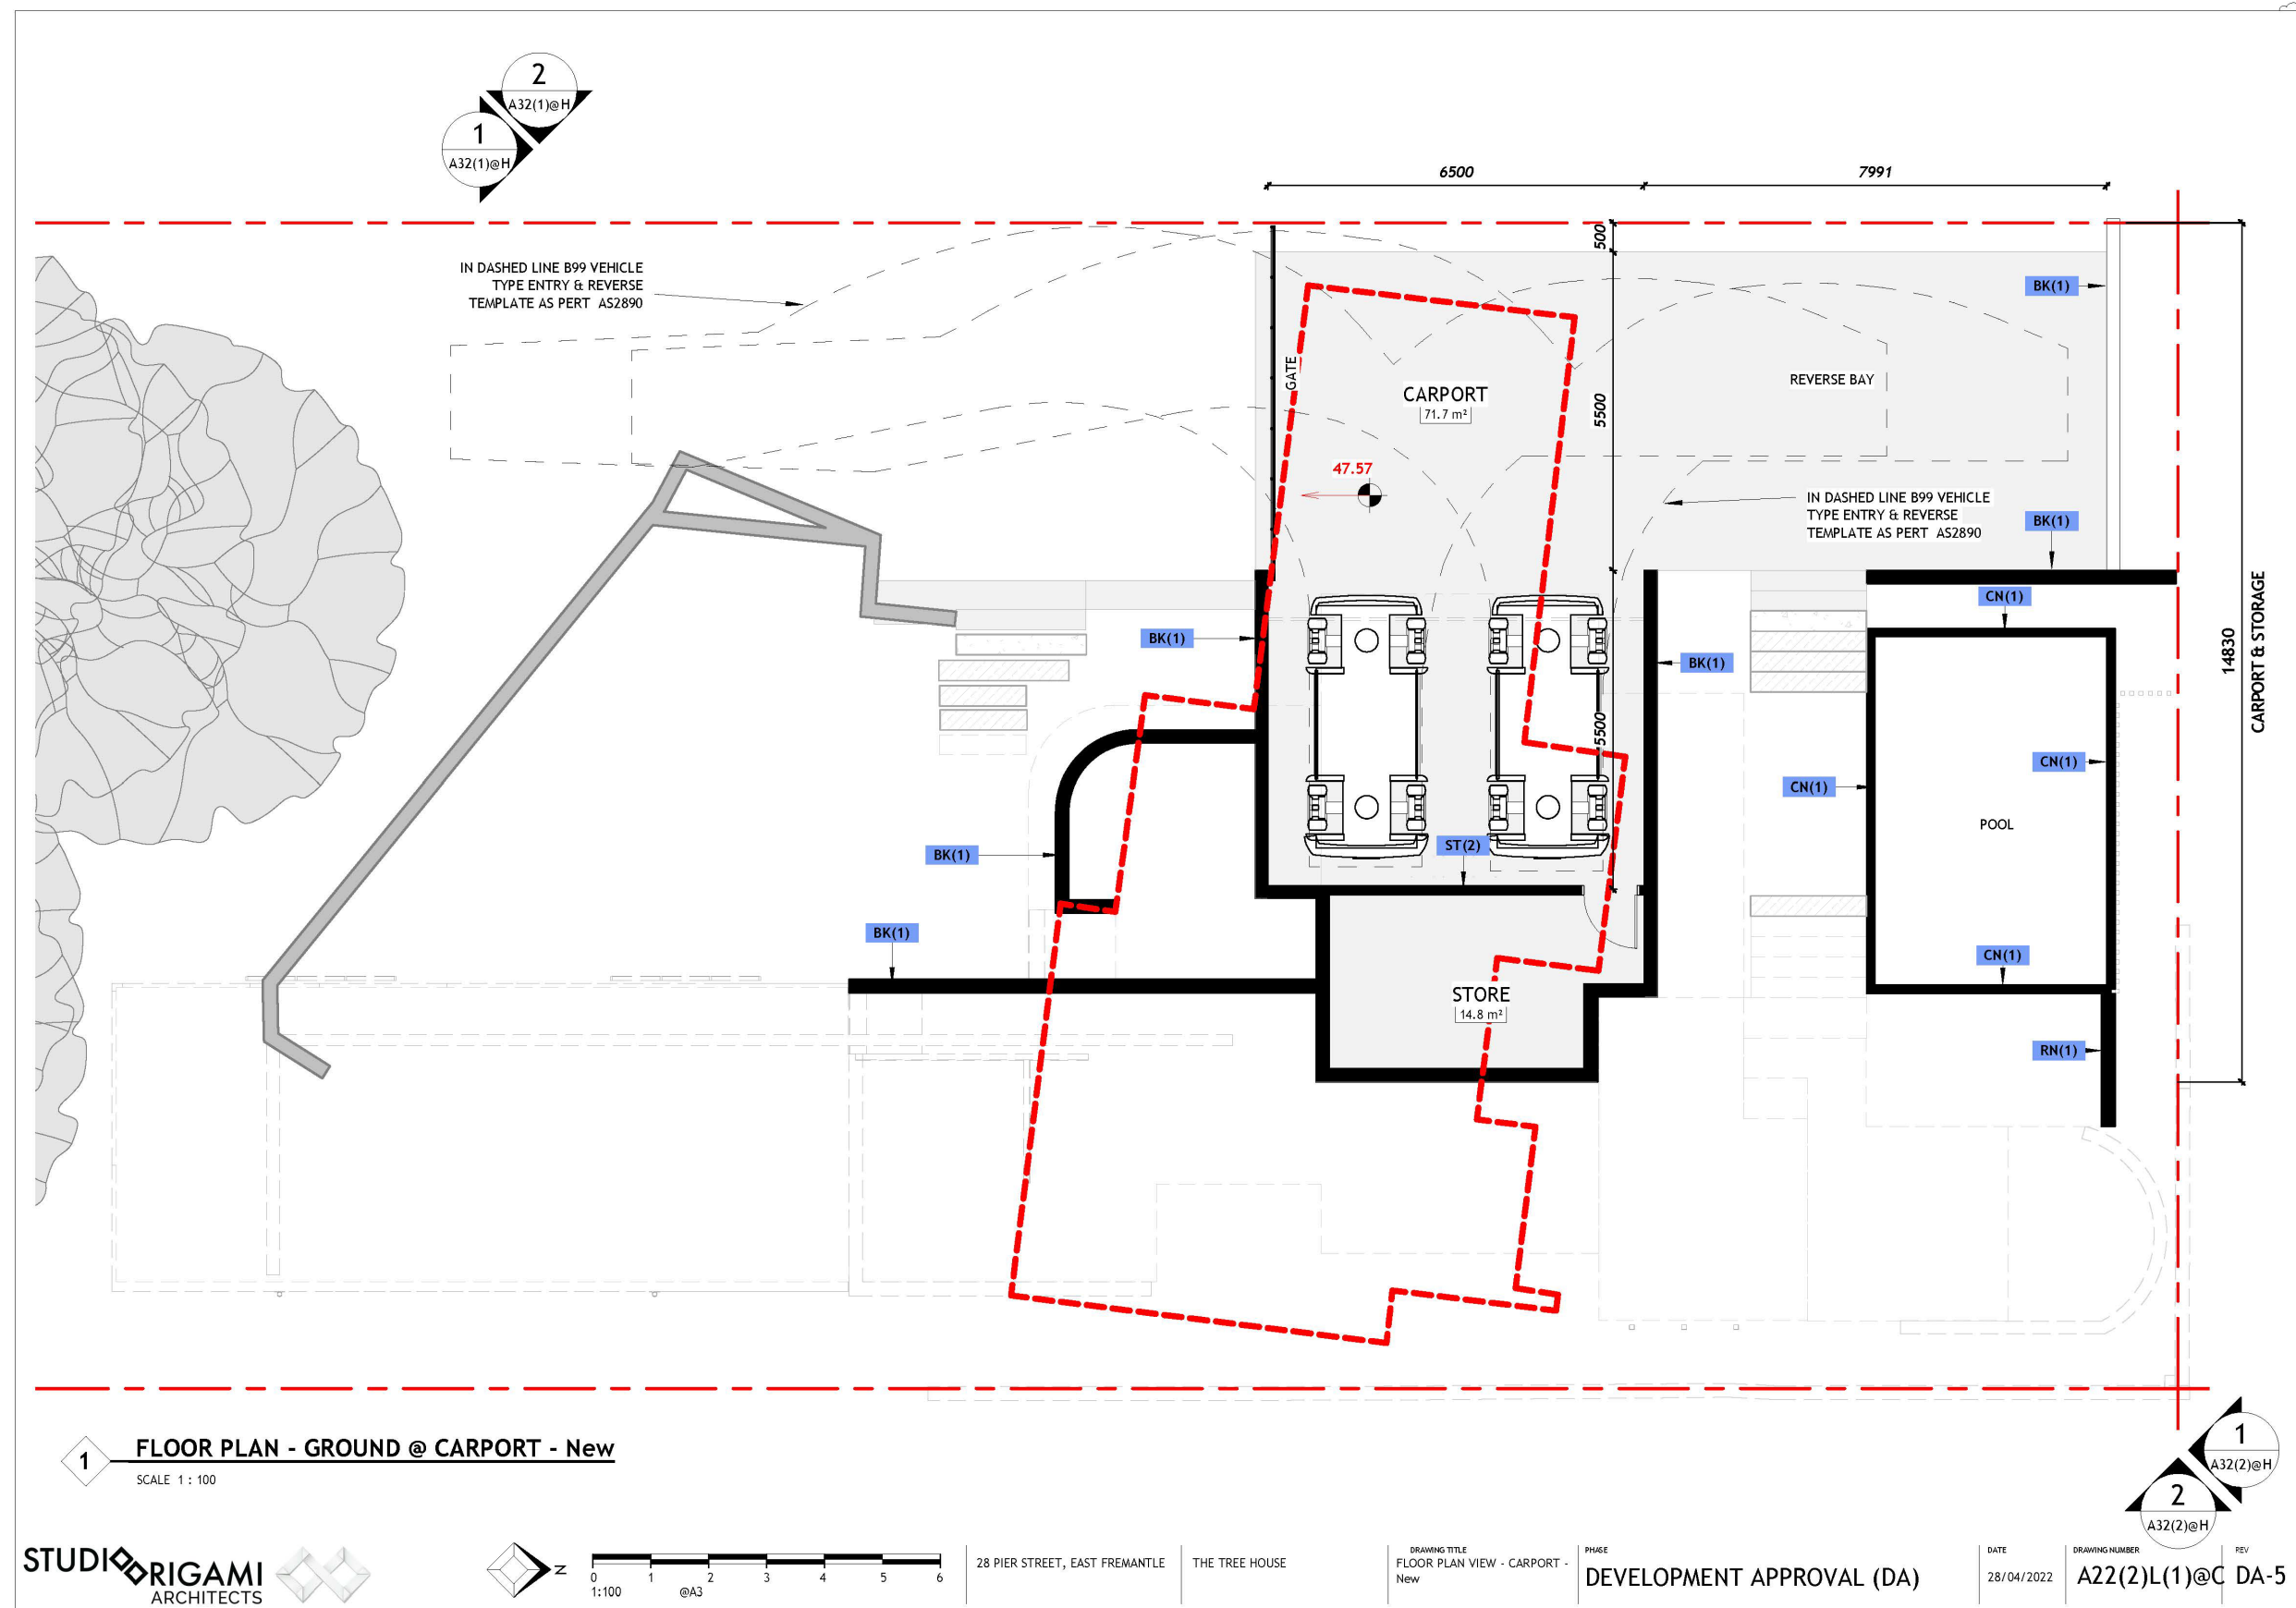 2
A32(1)@H
1
A32(1)@H
6500
7991
IN DASHED LINE B99 VEHICLE
TYPE ENTRY & REVERSE
TEMPLATE AS PERT AS2890
500
BK(1)
GATE
CARPORT
71.7 m²
5500
REVERSE BAY
47.57
IN DASHED LINE B99 VEHICLE
TYPE ENTRY & REVERSE
TEMPLATE AS PERT AS2890
BK(1)
CN(1)
BK(1)
BK(1)
14830
CARPORT & STORAGE
5500
CN(1)
CN(1)
POOL
ST(2)
BK(1)
BK(1)
CN(1)
STORE
14.8 m²
RN(1)
1
A32(2)@H
2
A32(2)@H
1
FLOOR PLAN - GROUND @ CARPORT - New
SCALE 1 : 100
STUDIO ORIGAMI
ARCHITECTS
N
0 1 2 3 4 5 6
1:100 @A3
28 PIER STREET, EAST FREMANTLE
THE TREE HOUSE
DRAWING TITLE
FLOOR PLAN VIEW - CARPORT -
New
PHASE
DEVELOPMENT APPROVAL (DA)
DATE
28/04/2022
DRAWING NUMBER
A22(2)L(1)@C
REV
DA-5